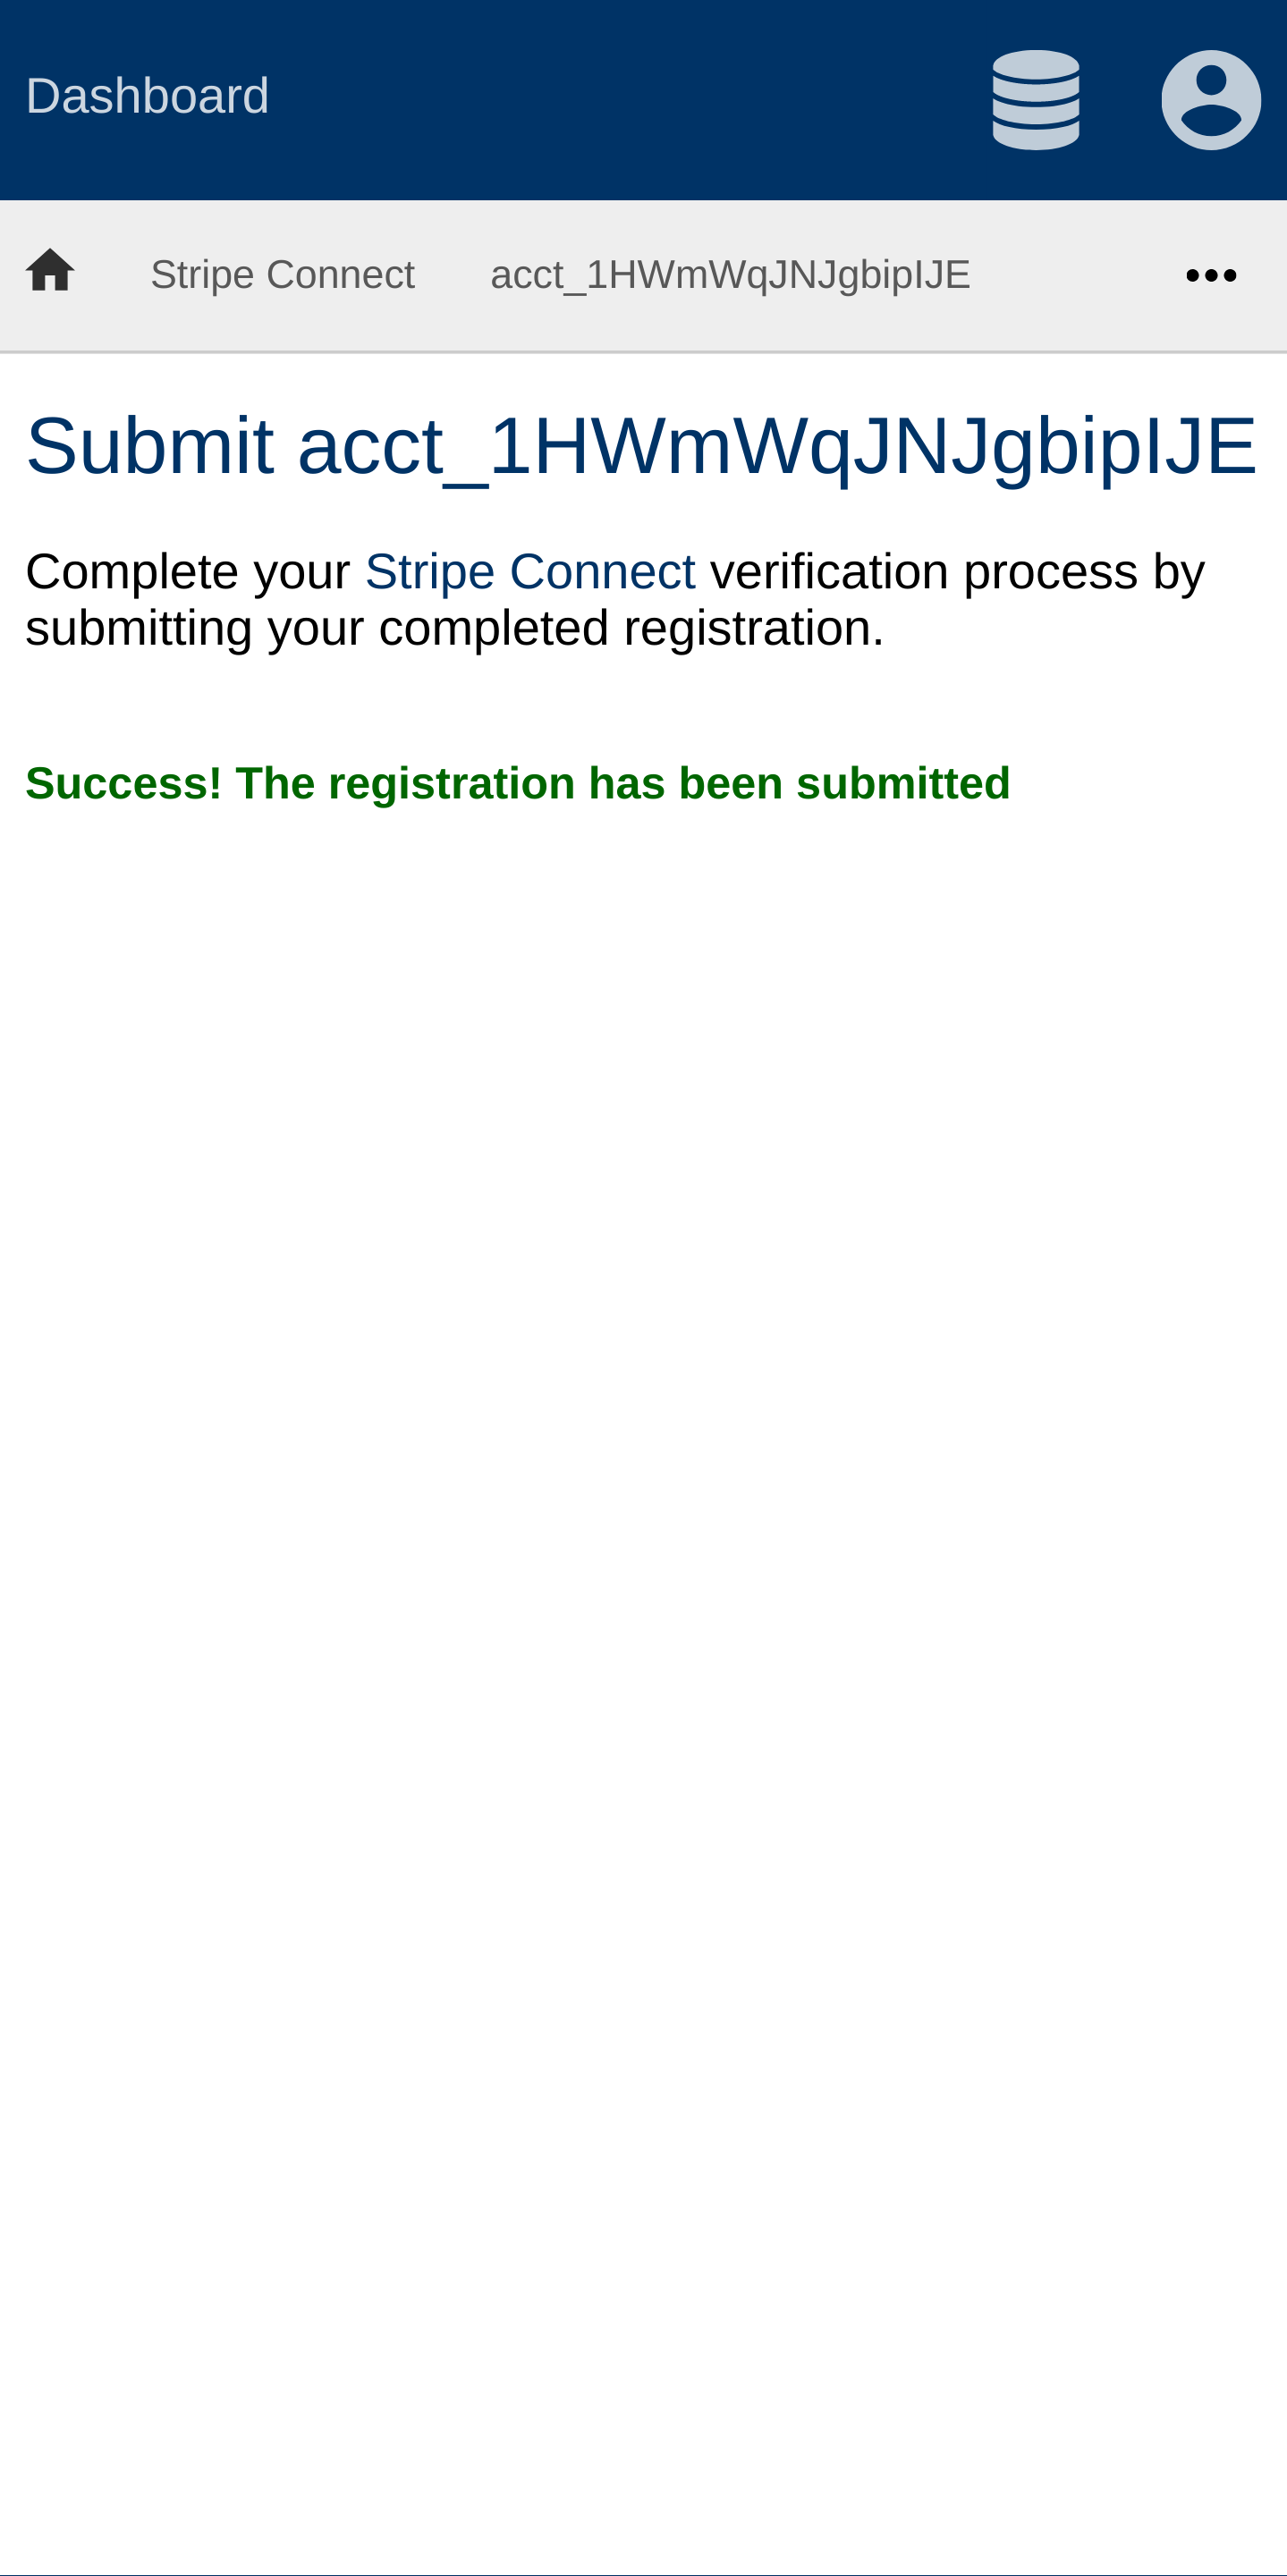 Dashboard
Stripe Connect acct_1HWmWqJNJgbipIJE
Submit acct_1HWmWqJNJgbipIJE
Complete your Stripe Connect verification process by
submitting your completed registration.
Success! The registration has been submitted